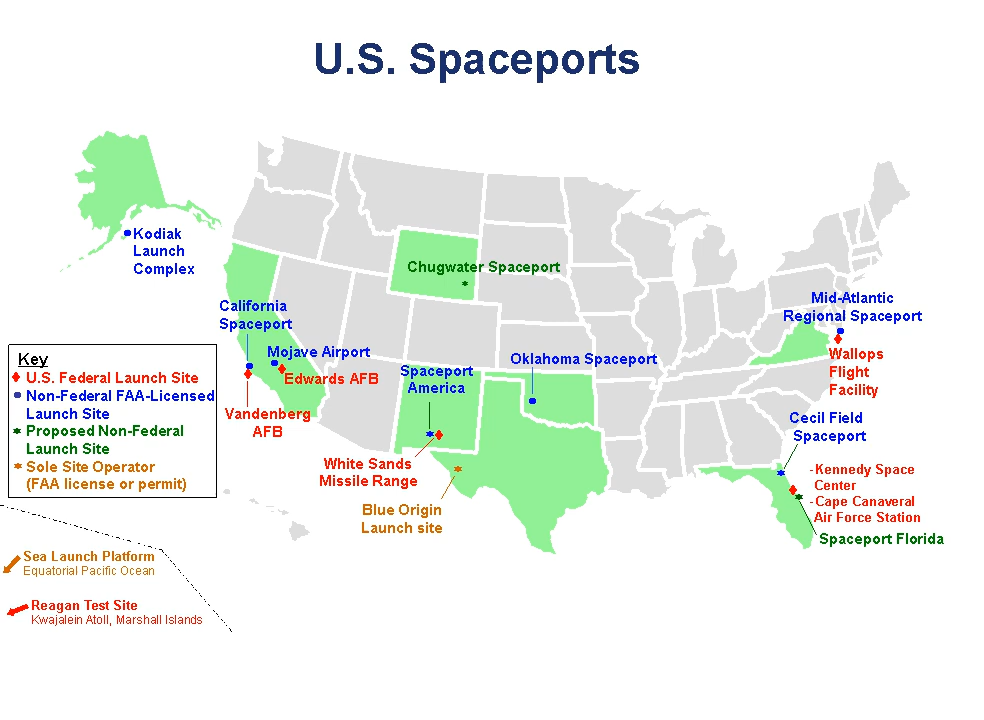 U.S. Spaceports
Kodiak
Launch
Complex
Chugwater Spaceport
California
Spaceport
Mojave Airport
Edwards AFB
Vandenberg
AFB
Spaceport
America
Oklahoma Spaceport
Mid-Atlantic
Regional Spaceport
Wallops
Flight
Facility
White Sands
Missile Range
Blue Origin
Launch site
Cecil Field
Spaceport
-Kennedy Space
Center
-Cape Canaveral
Air Force Station
Spaceport Florida
Key
U.S. Federal Launch Site
Non-Federal FAA-Licensed
Launch Site
Proposed Non-Federal
Launch Site
Sole Site Operator
(FAA license or permit)
Sea Launch Platform
Equatorial Pacific Ocean
Reagan Test Site
Kwajalein Atoll, Marshall Islands